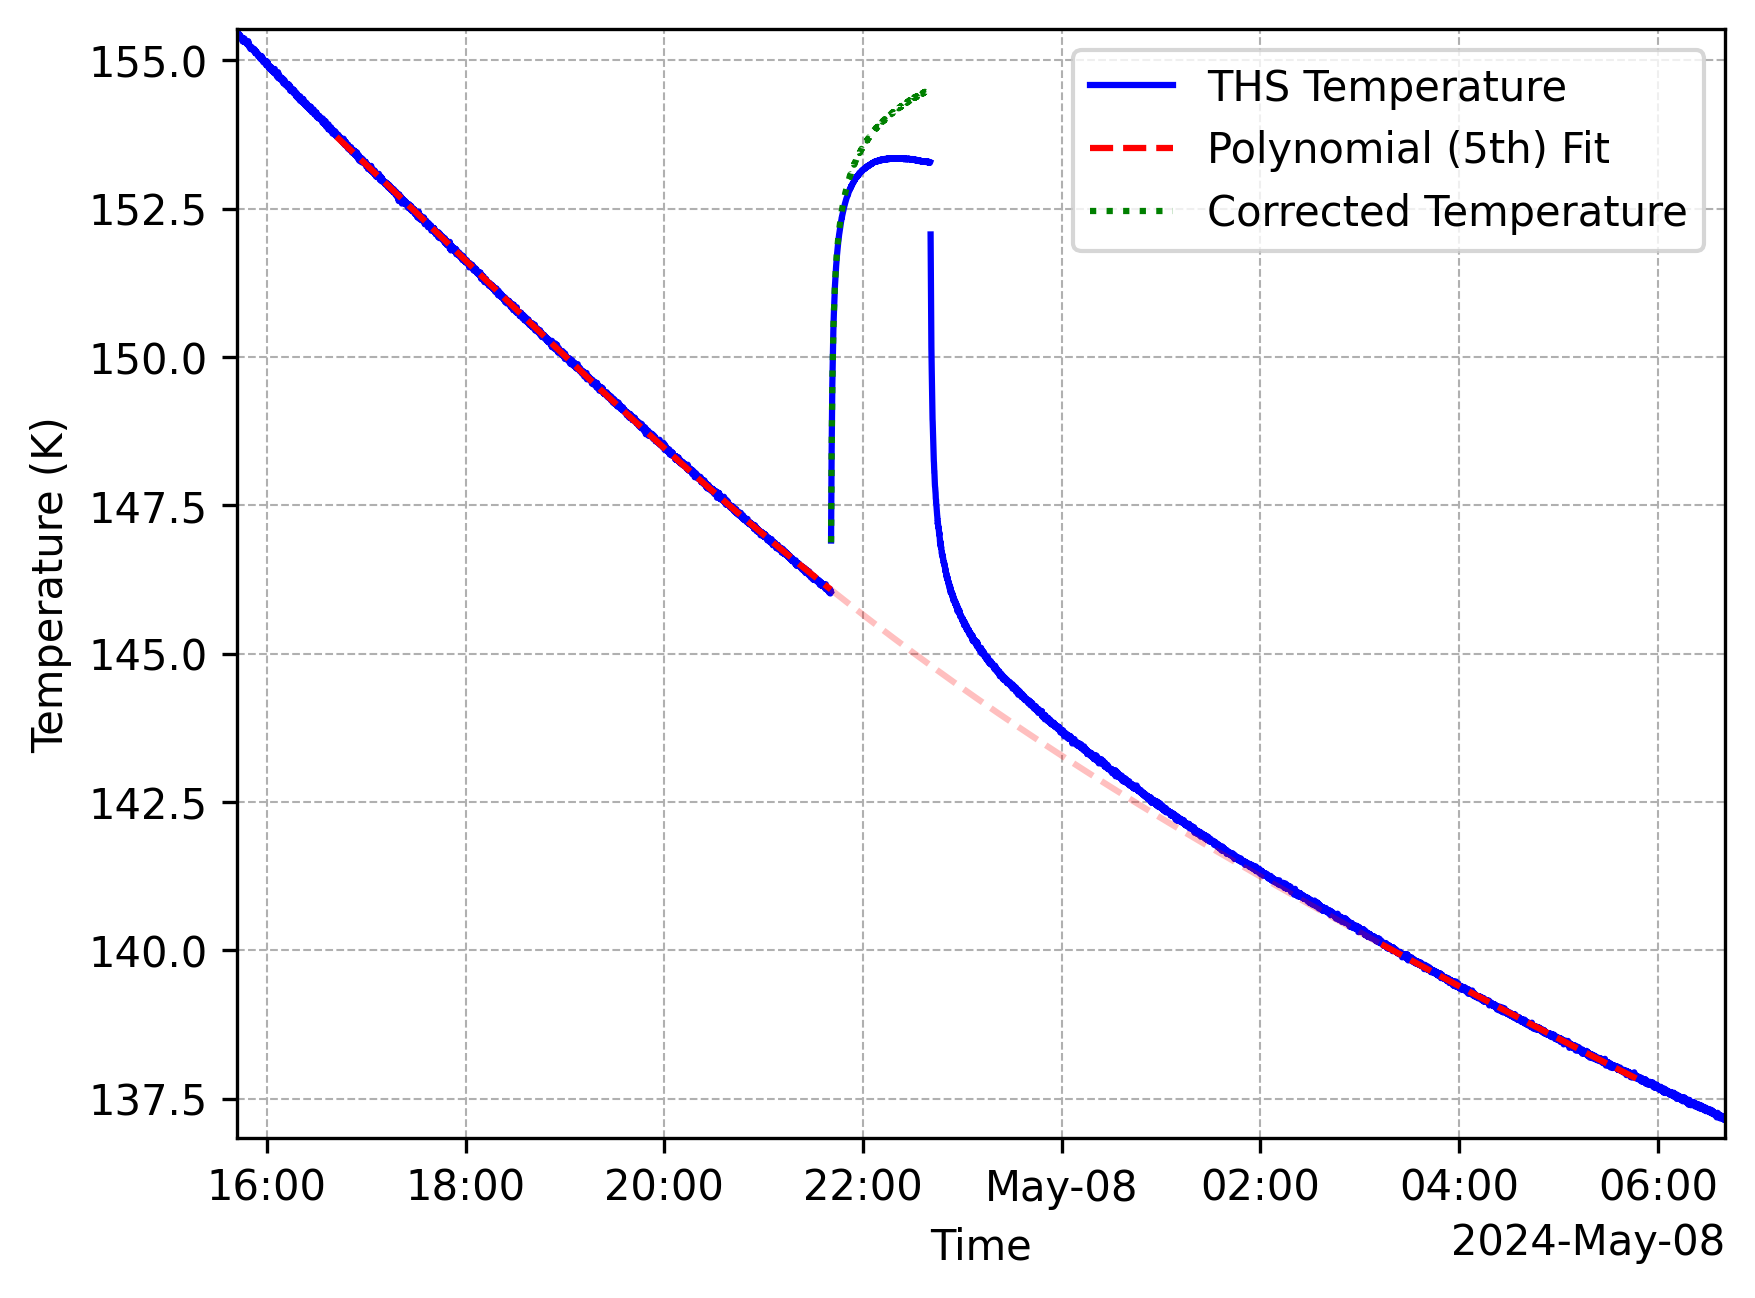 THS Temperature
Polynomial (5th) Fit
Corrected Temperature
155.0
152.5
150.0
147.5
145.0
142.5
140.0
137.5
Temperature (K)
16:00 18:00 20:00 22:00 May-08 02:00 04:00 06:00
Time
2024-May-08